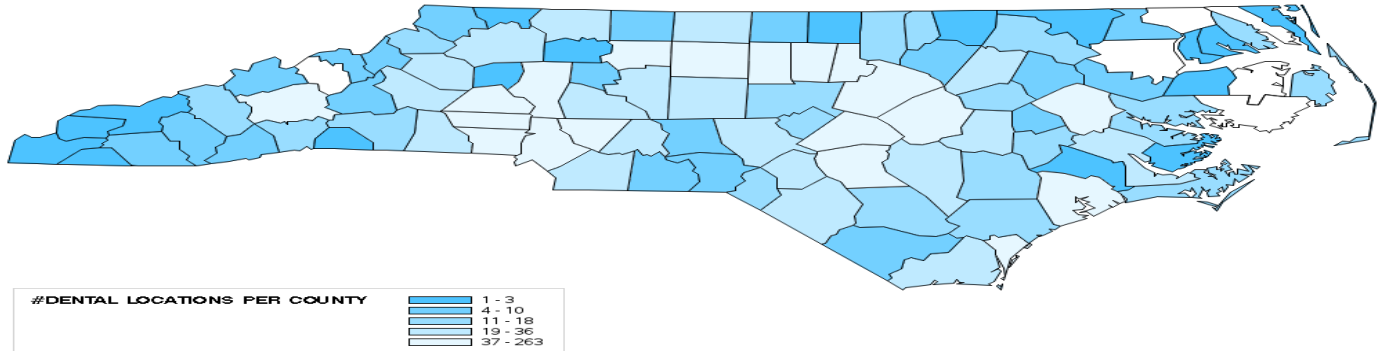 #DENTAL LOCATIONS PER COUNTY
1 - 3
4 - 10
11 - 18
19 - 36
37 - 263